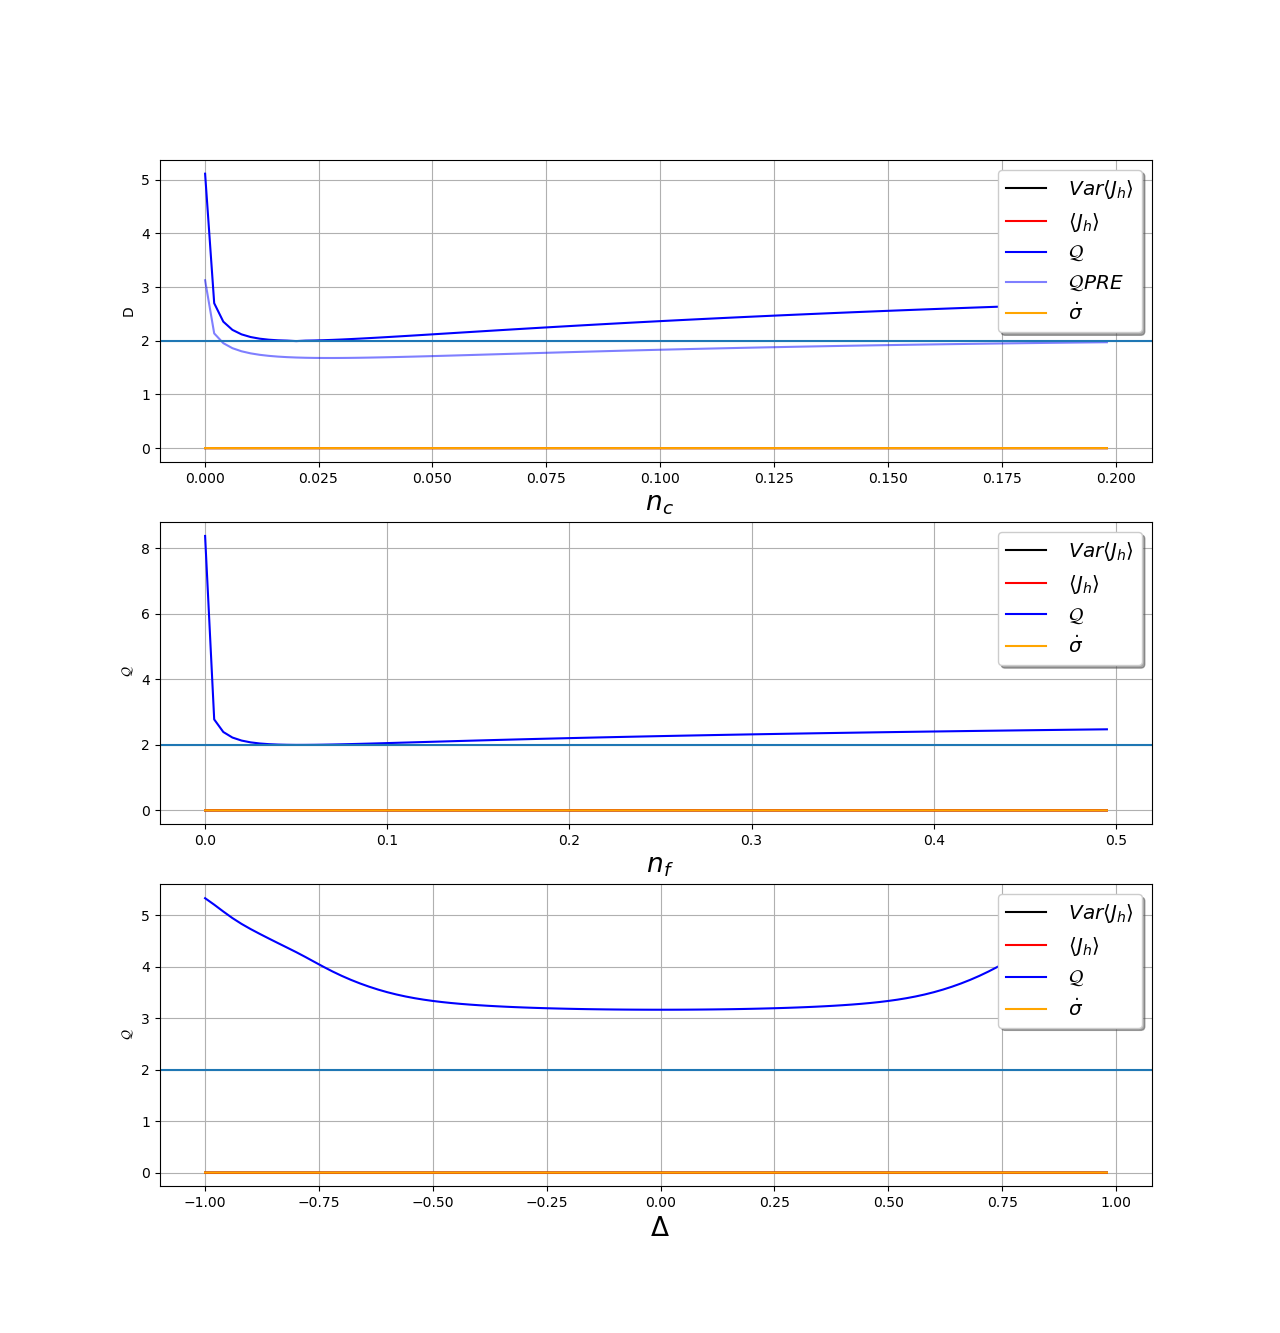 5
4
3
2
1
0
D
Var⟨J_h⟩
⟨J_h⟩
𝒬
𝒬PRE
σ̇
0.000 0.025 0.050 0.075 0.100 0.125 0.150 0.175 0.200
n_c
8
6
4
2
0
𝒬
Var⟨J_h⟩
⟨J_h⟩
𝒬
σ̇
0.0 0.1 0.2 0.3 0.4 0.5
n_f
5
4
3
2
1
0
𝒬
Var⟨J_h⟩
⟨J_h⟩
𝒬
σ̇
−1.00 −0.75 −0.50 −0.25 0.00 0.25 0.50 0.75 1.00
Δ